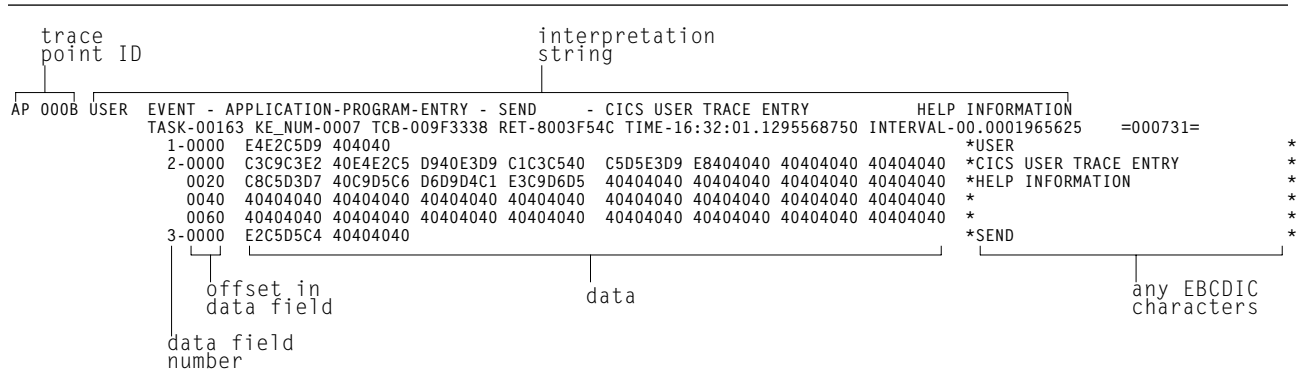 trace interpretation
point ID string
AP 000B USER EVENT - APPLICATION-PROGRAM-ENTRY - SEND - CICS USER TRACE ENTRY HELP INFORMATION
TASK-00163 KE_NUM-0007 TCB-009F3338 RET-8003F54C TIME-16:32:01.1295568750 INTERVAL-00.0001965625 =000731=
1-0000 E4E2C5D9 404040 *USER *
2-0000 C3C9C3E2 40E4E2C5 D940E3D9 C1C3C540 C5D5E3D9 E8404040 40404040 40404040 *CICS USER TRACE ENTRY *
0020 C8C5D3D7 40C9D5C6 D6D9D4C1 E3C9D6D5 40404040 40404040 40404040 40404040 *HELP INFORMATION *
0040 40404040 40404040 40404040 40404040 40404040 40404040 40404040 40404040 * *
0060 40404040 40404040 40404040 40404040 40404040 40404040 40404040 40404040 * *
3-0000 E2C5D5C4 40404040 *SEND *
offset in data any EBCDIC
data field characters
data field
number